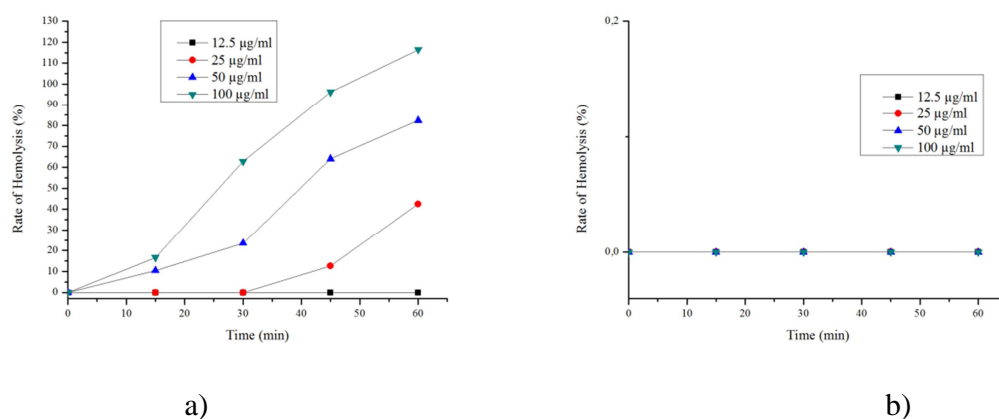 130
120
110
100
90
80
70
60
50
40
30
20
10
0
Rate of Hemolysis (%)
12.5 µg/ml
25 µg/ml
50 µg/ml
100 µg/ml
0 10 20 30 40 50 60
Time (min)
a)
0,2
0,0
Rate of Hemolysis (%)
12.5 µg/ml
25 µg/ml
50 µg/ml
100 µg/ml
0 10 20 30 40 50 60
Time (min)
b)